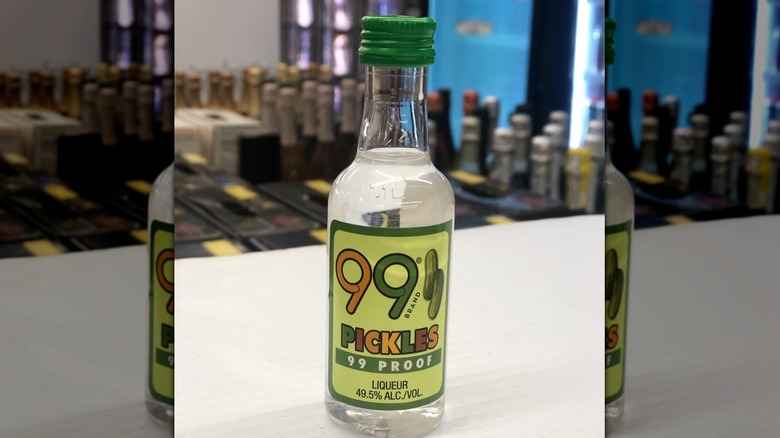 99®
BRAND
PICKLES
99 PROOF
LIQUEUR
49.5% ALC./VOL.